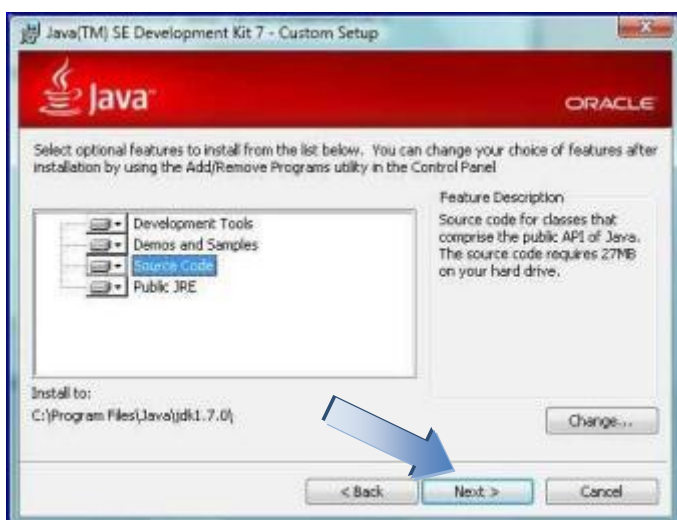 Java(TM) SE Development Kit 7 - Custom Setup
Java™
ORACLE
Select optional features to install from the list below. You can change your choice of features after
installation by using the Add/Remove Programs utility in the Control Panel
Development Tools
Demos and Samples
Source Code
Public JRE
Feature Description
Source code for classes that
comprise the public API of Java.
The source code requires 27MB
on your hard drive.
Install to:
C:\Program Files\Java\jdk1.7.0\
Change...
< Back
Next >
Cancel